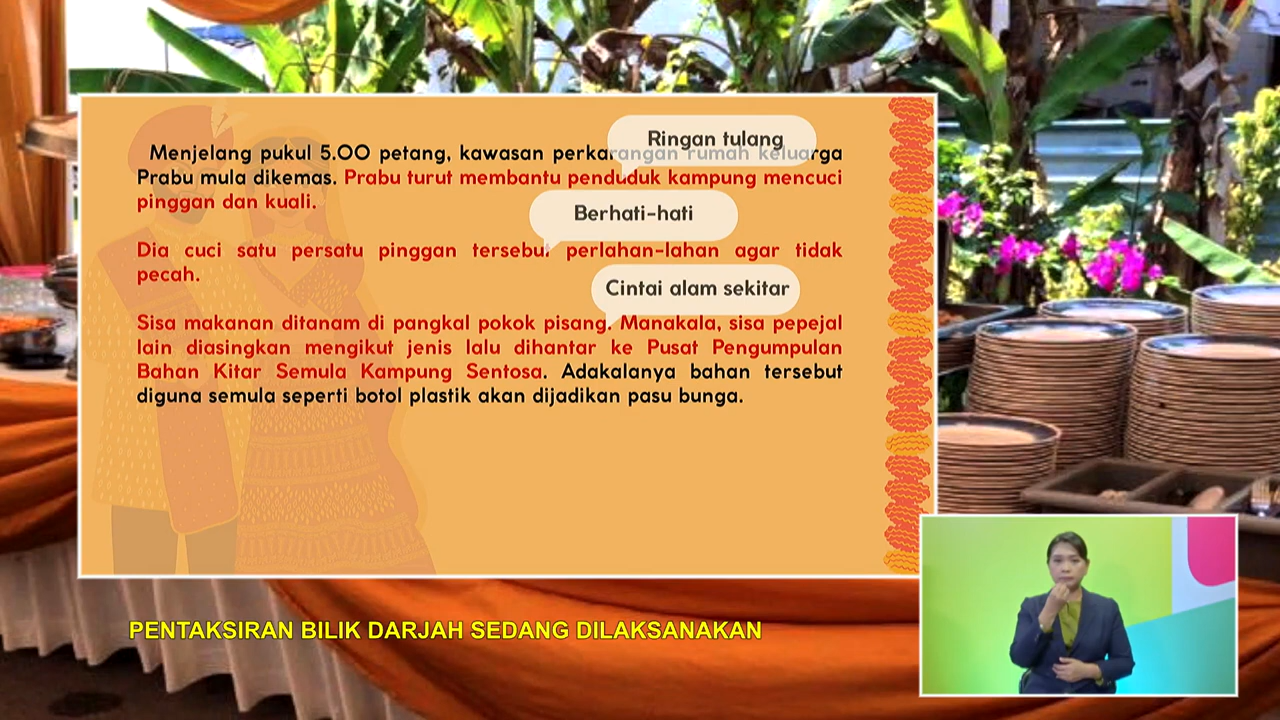 Ringan tulang
Menjelang pukul 5.00 petang, kawasan perkarangan rumah keluarga
Prabu mula dikemas. Prabu turut membantu penduduk kampung mencuci
pinggan dan kuali.
Berhati-hati
Dia cuci satu persatu pinggan tersebut perlahan-lahan agar tidak
pecah.
Cintai alam sekitar
Sisa makanan ditanam di pangkal pokok pisang. Manakala, sisa pepejal
lain diasingkan mengikut jenis lalu dihantar ke Pusat Pengumpulan
Bahan Kitar Semula Kampung Sentosa. Adakalanya bahan tersebut
diguna semula seperti botol plastik akan dijadikan pasu bunga.
PENTAKSIRAN BILIK DARJAH SEDANG DILAKSANAKAN